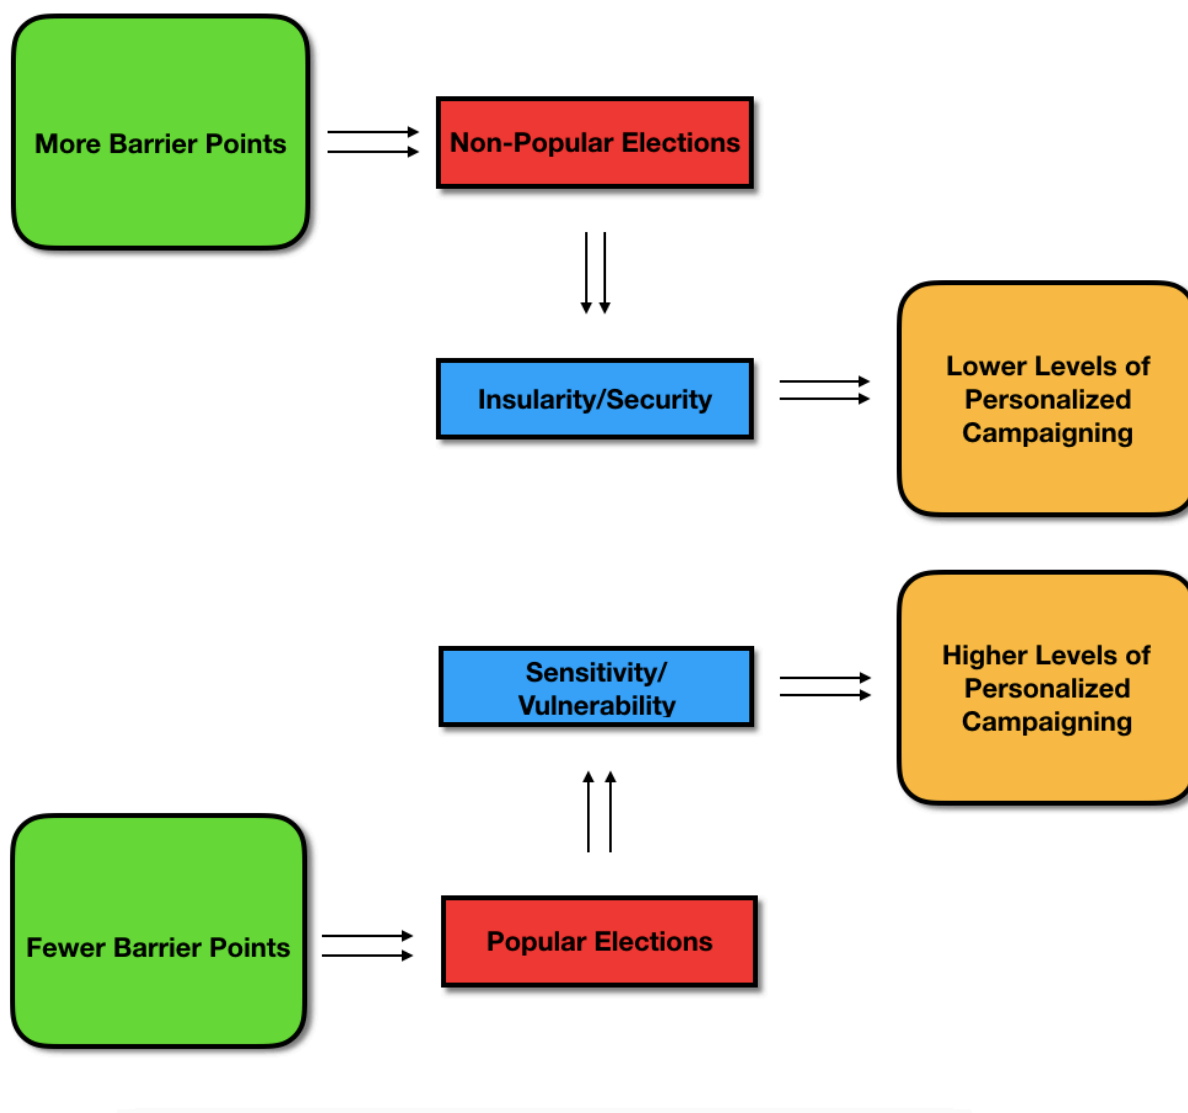 More Barrier Points
Non-Popular Elections
Insularity/Security
Lower Levels of
Personalized
Campaigning
Sensitivity/
Vulnerability
Higher Levels of
Personalized
Campaigning
Fewer Barrier Points
Popular Elections